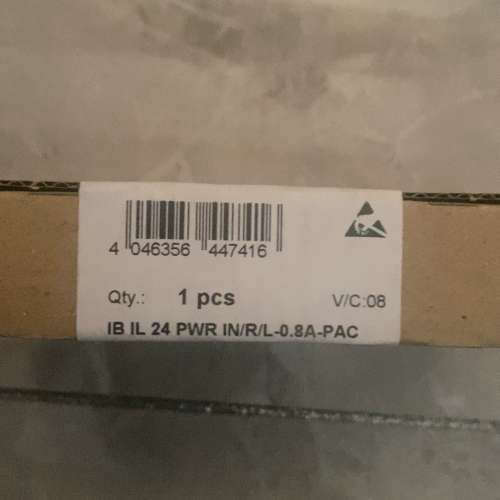 4 046356 447416
Qty.: 1 pcs V/C:08
IB IL 24 PWR IN/R/L-0.8A-PAC